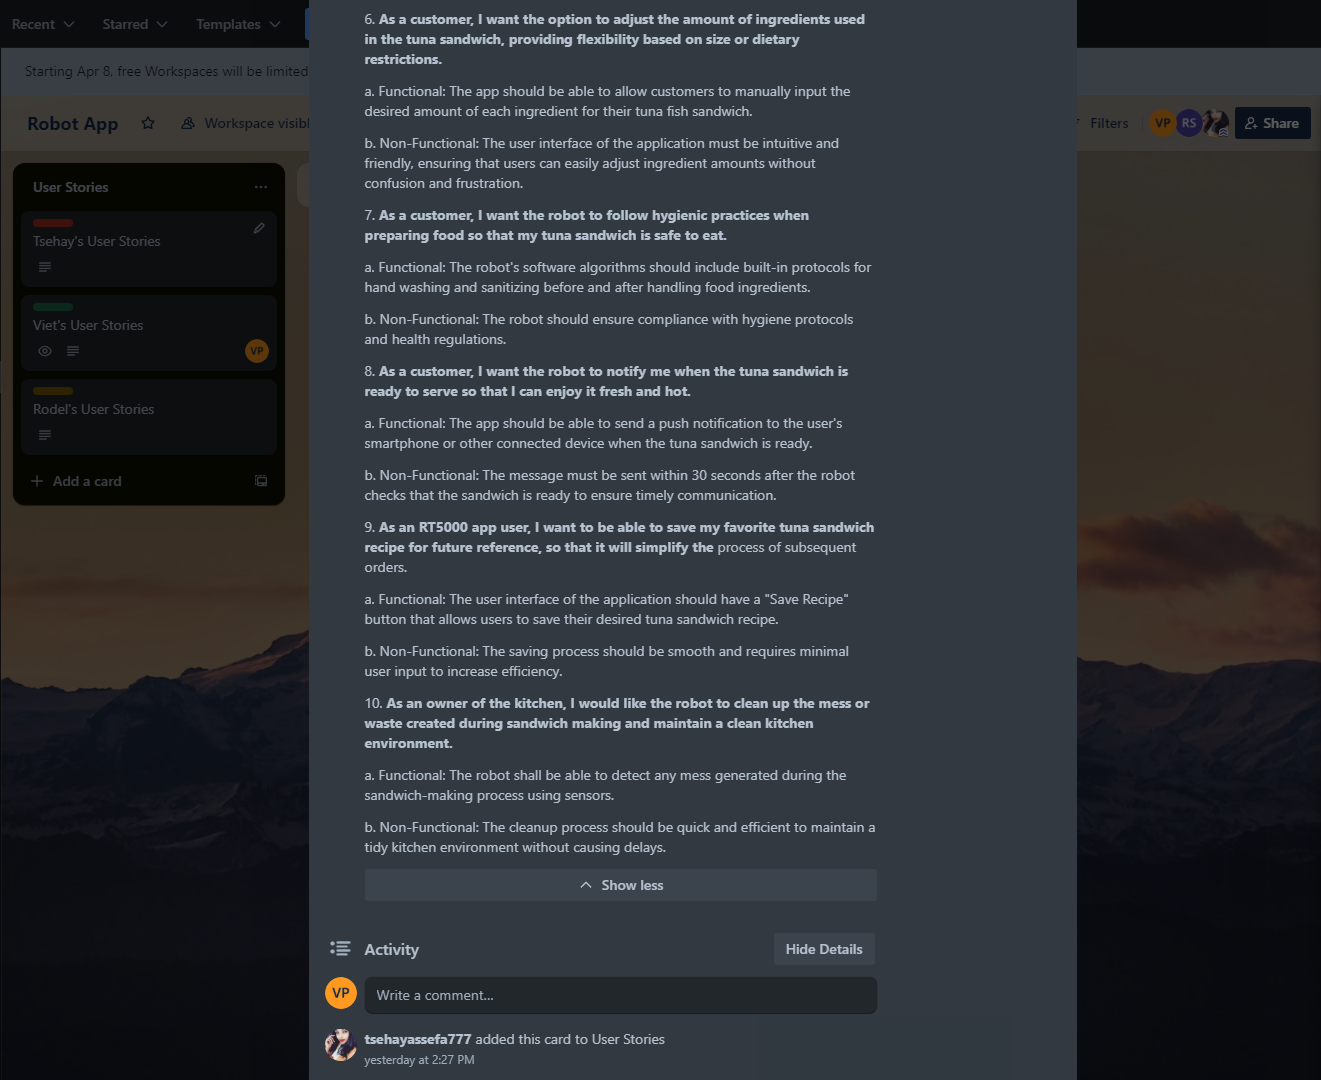 Recent
Starred
Templates
Starting Apr 8, free Workspaces will be limited
Robot App
Workspace visibl
Filters
VP
RS
Share
User Stories
Tsehay's User Stories
Viet's User Stories
VP
Rodel's User Stories
Add a card
6. As a customer, I want the option to adjust the amount of ingredients used
in the tuna sandwich, providing flexibility based on size or dietary
restrictions.
a. Functional: The app should be able to allow customers to manually input the
desired amount of each ingredient for their tuna fish sandwich.
b. Non-Functional: The user interface of the application must be intuitive and
friendly, ensuring that users can easily adjust ingredient amounts without
confusion and frustration.
7. As a customer, I want the robot to follow hygienic practices when
preparing food so that my tuna sandwich is safe to eat.
a. Functional: The robot's software algorithms should include built-in protocols for
hand washing and sanitizing before and after handling food ingredients.
b. Non-Functional: The robot should ensure compliance with hygiene protocols
and health regulations.
8. As a customer, I want the robot to notify me when the tuna sandwich is
ready to serve so that I can enjoy it fresh and hot.
a. Functional: The app should be able to send a push notification to the user's
smartphone or other connected device when the tuna sandwich is ready.
b. Non-Functional: The message must be sent within 30 seconds after the robot
checks that the sandwich is ready to ensure timely communication.
9. As an RT5000 app user, I want to be able to save my favorite tuna sandwich
recipe for future reference, so that it will simplify the process of subsequent
orders.
a. Functional: The user interface of the application should have a "Save Recipe"
button that allows users to save their desired tuna sandwich recipe.
b. Non-Functional: The saving process should be smooth and requires minimal
user input to increase efficiency.
10. As an owner of the kitchen, I would like the robot to clean up the mess or
waste created during sandwich making and maintain a clean kitchen
environment.
a. Functional: The robot shall be able to detect any mess generated during the
sandwich-making process using sensors.
b. Non-Functional: The cleanup process should be quick and efficient to maintain a
tidy kitchen environment without causing delays.
Show less
Activity
Hide Details
VP
Write a comment...
tsehayassefa777 added this card to User Stories
yesterday at 2:27 PM